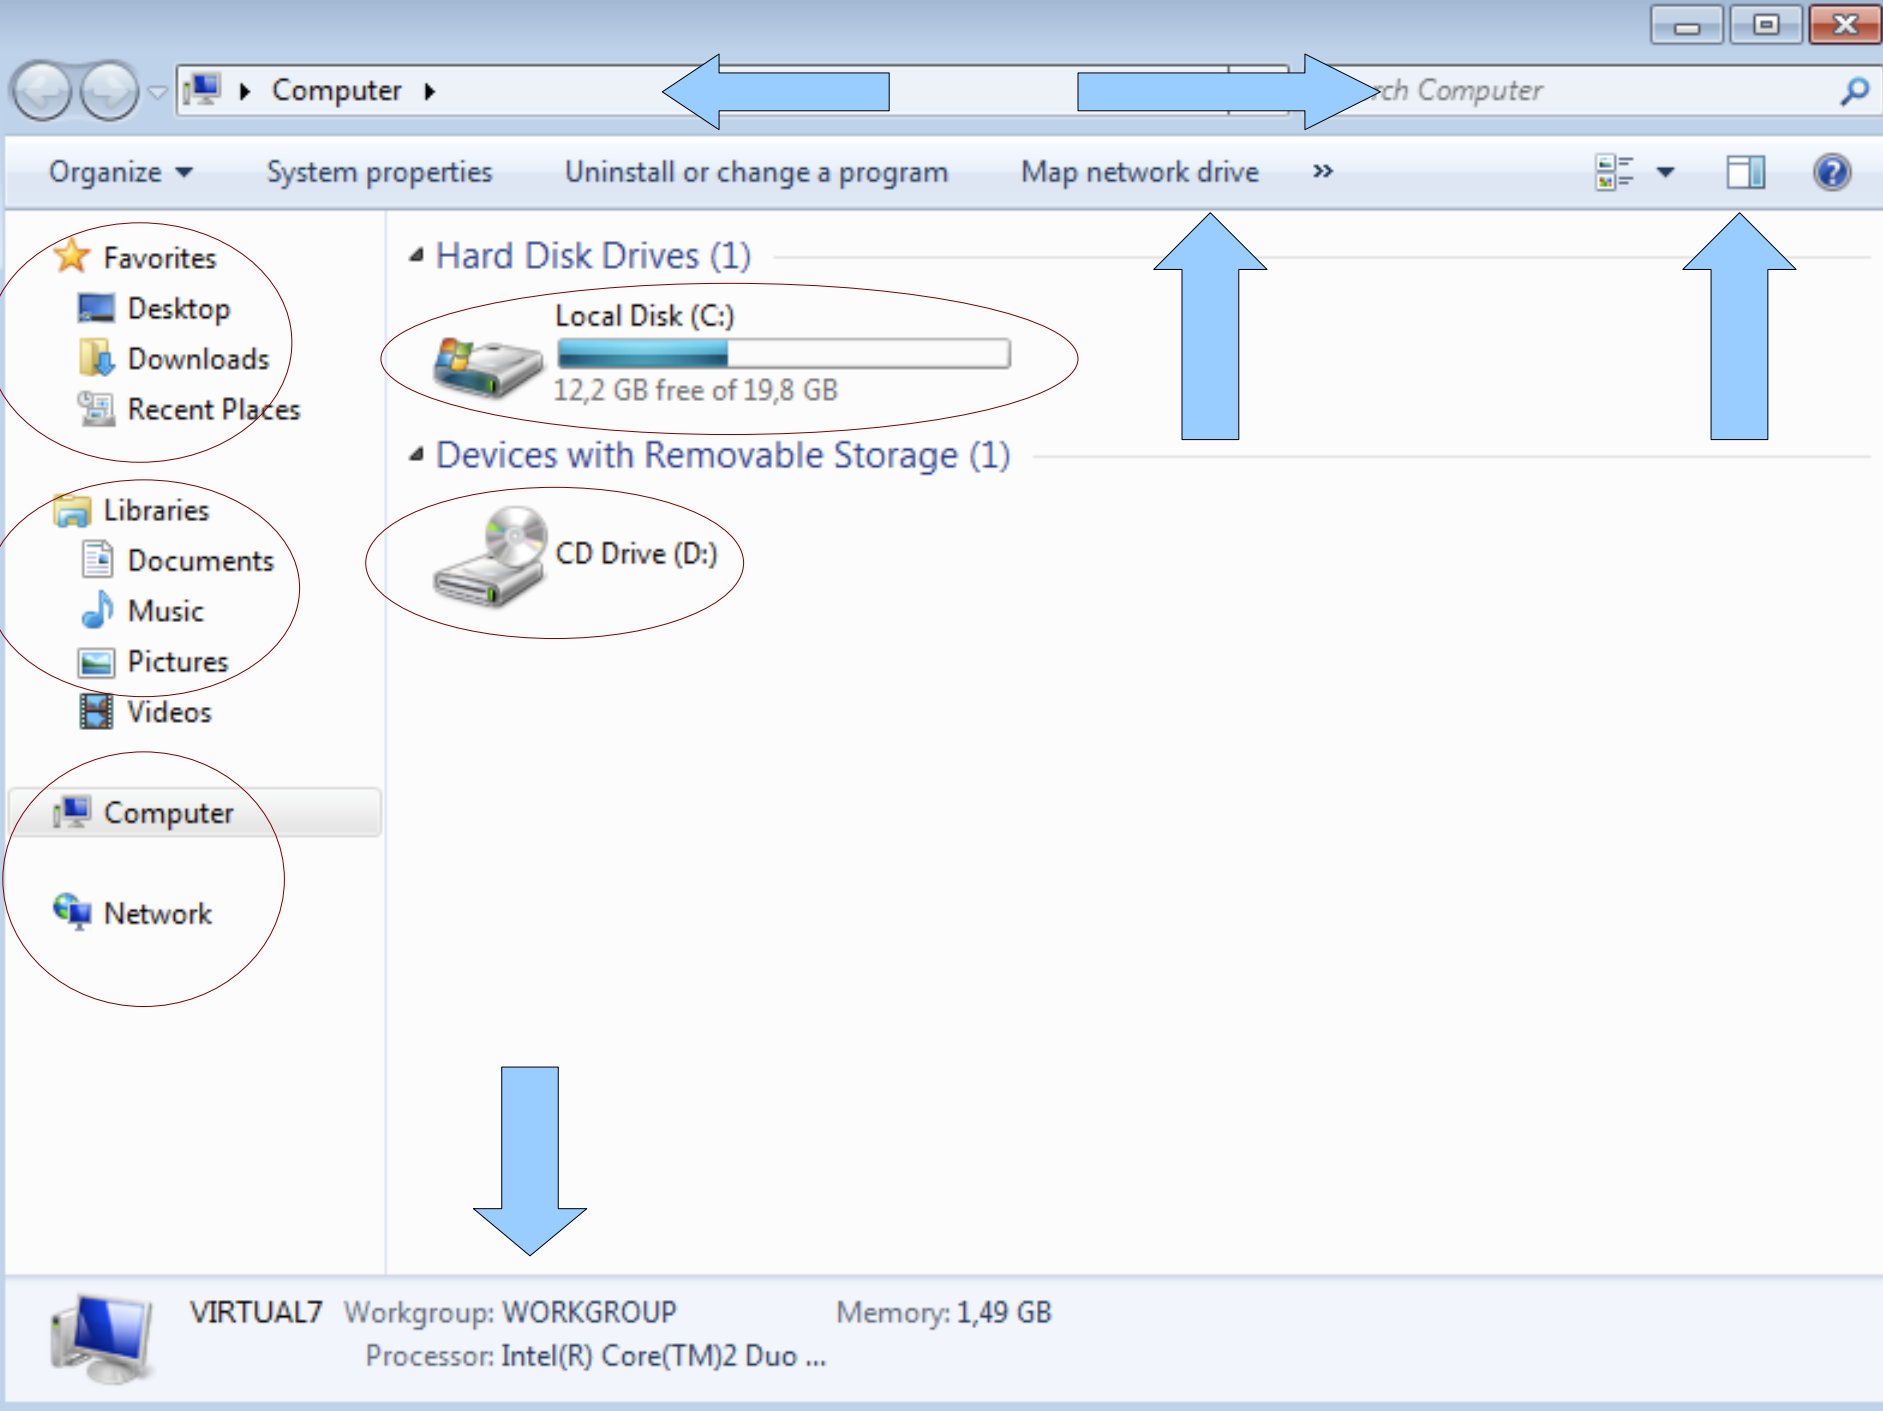 Computer
rch Computer
Organize System properties Uninstall or change a program Map network drive »
Favorites
Desktop
Downloads
Recent Places
Libraries
Documents
Music
Pictures
Videos
Computer
Network
Hard Disk Drives (1)
Local Disk (C:)
12,2 GB free of 19,8 GB
Devices with Removable Storage (1)
CD Drive (D:)
VIRTUAL7 Workgroup: WORKGROUP Memory: 1,49 GB
Processor: Intel(R) Core(TM)2 Duo ...